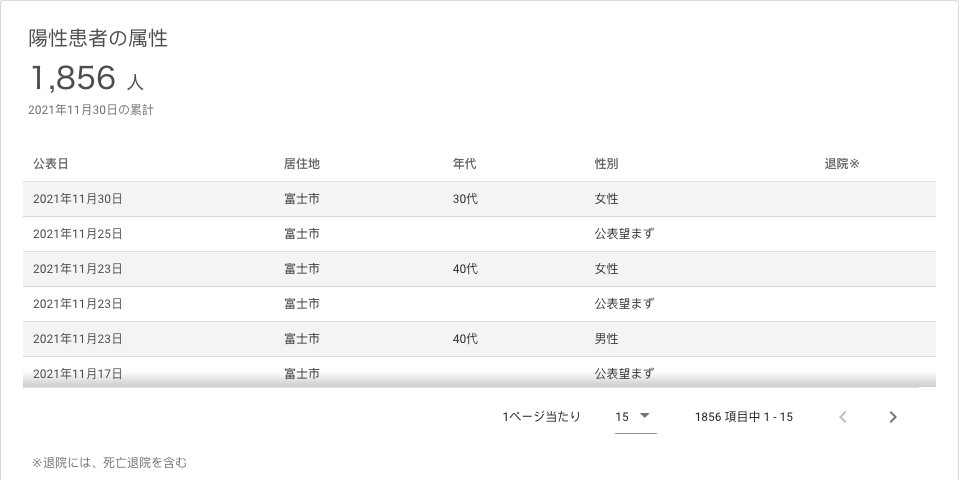 陽性患者の属性
1,856 人
2021年11月30日の累計
公表日 居住地 年代 性別 退院※
2021年11月30日 富士市 30代 女性
2021年11月25日 富士市 公表望まず
2021年11月23日 富士市 40代 女性
2021年11月23日 富士市 公表望まず
2021年11月23日 富士市 40代 男性
2021年11月17日 富士市 公表望まず
1ページ当たり 15 1856 項目中 1 - 15
※退院には、死亡退院を含む